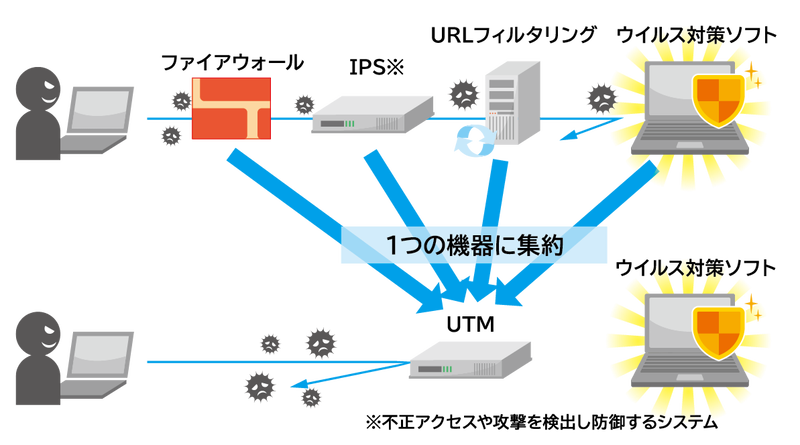 ファイアウォール
IPS※
URLフィルタリング
ウイルス対策ソフト
1つの機器に集約
ウイルス対策ソフト
UTM
※不正アクセスや攻撃を検出し防御するシステム